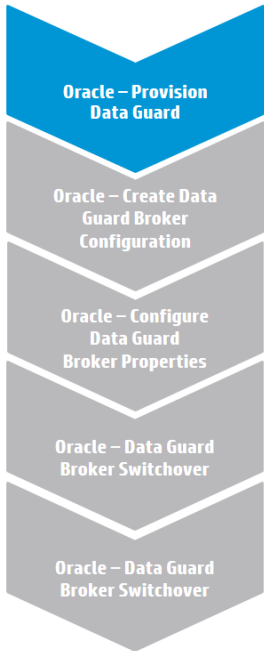 Oracle – Provision
Data Guard
Oracle – Create Data
Guard Broker
Configuration
Oracle – Configure
Data Guard
Broker Properties
Oracle – Data Guard
Broker Switchover
Oracle – Data Guard
Broker Switchover